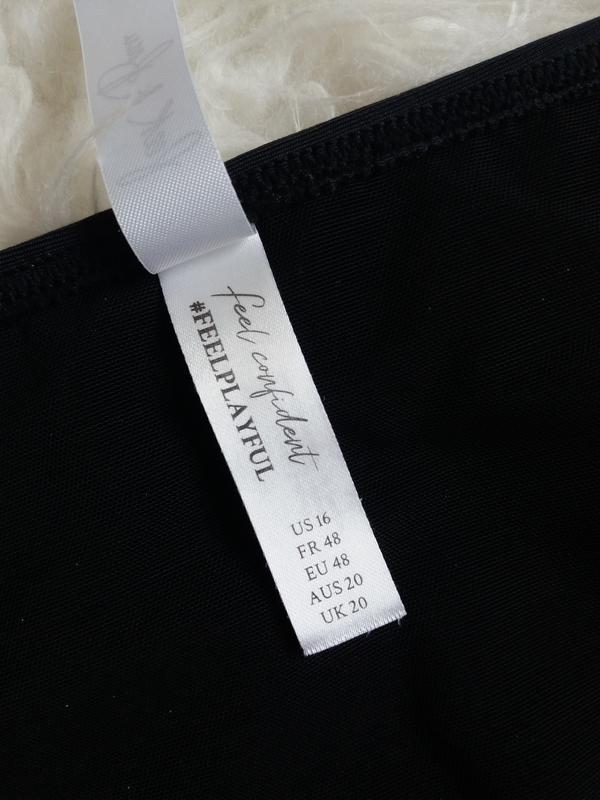 feel confident
#FEELPLAYFUL
US 16
FR 48
EU 48
AUS 20
UK 20